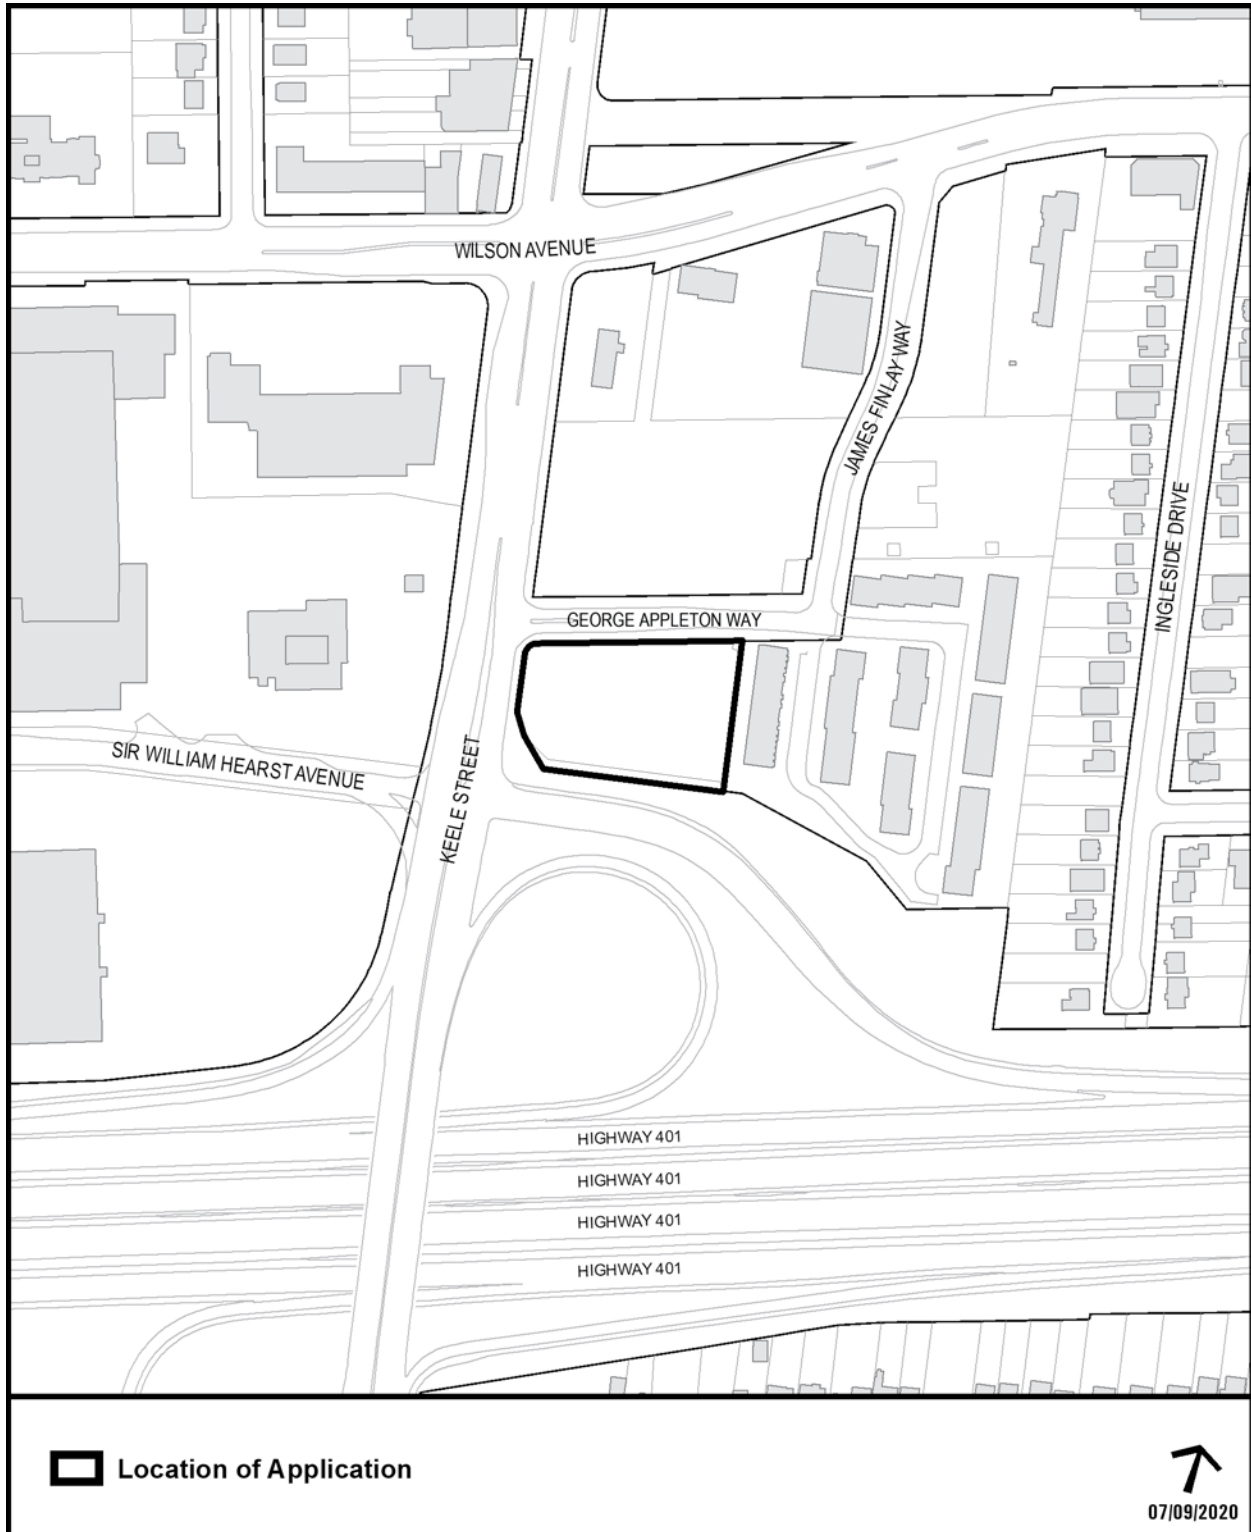 WILSON AVENUE
JAMES FINLAY WAY
INGLESIDE DRIVE
GEORGE APPLETON WAY
SIR WILLIAM HEARST AVENUE
KEELE STREET
HIGHWAY 401
HIGHWAY 401
HIGHWAY 401
HIGHWAY 401
Location of Application
07/09/2020